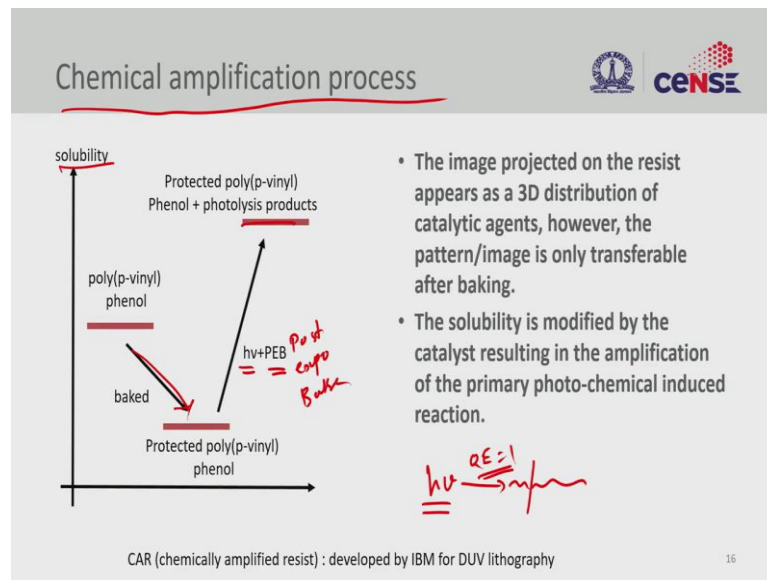 Chemical amplification process
CeNSE
solubility
Protected poly(p-vinyl)
Phenol + photolysis products
poly(p-vinyl)
phenol
hν+PEB
Post
expo
Bake
baked
Protected poly(p-vinyl)
phenol
• The image projected on the resist
appears as a 3D distribution of
catalytic agents, however, the
pattern/image is only transferable
after baking.
• The solubility is modified by the
catalyst resulting in the amplification
of the primary photo-chemical induced
reaction.
QE=1
hν
CAR (chemically amplified resist) : developed by IBM for DUV lithography
16